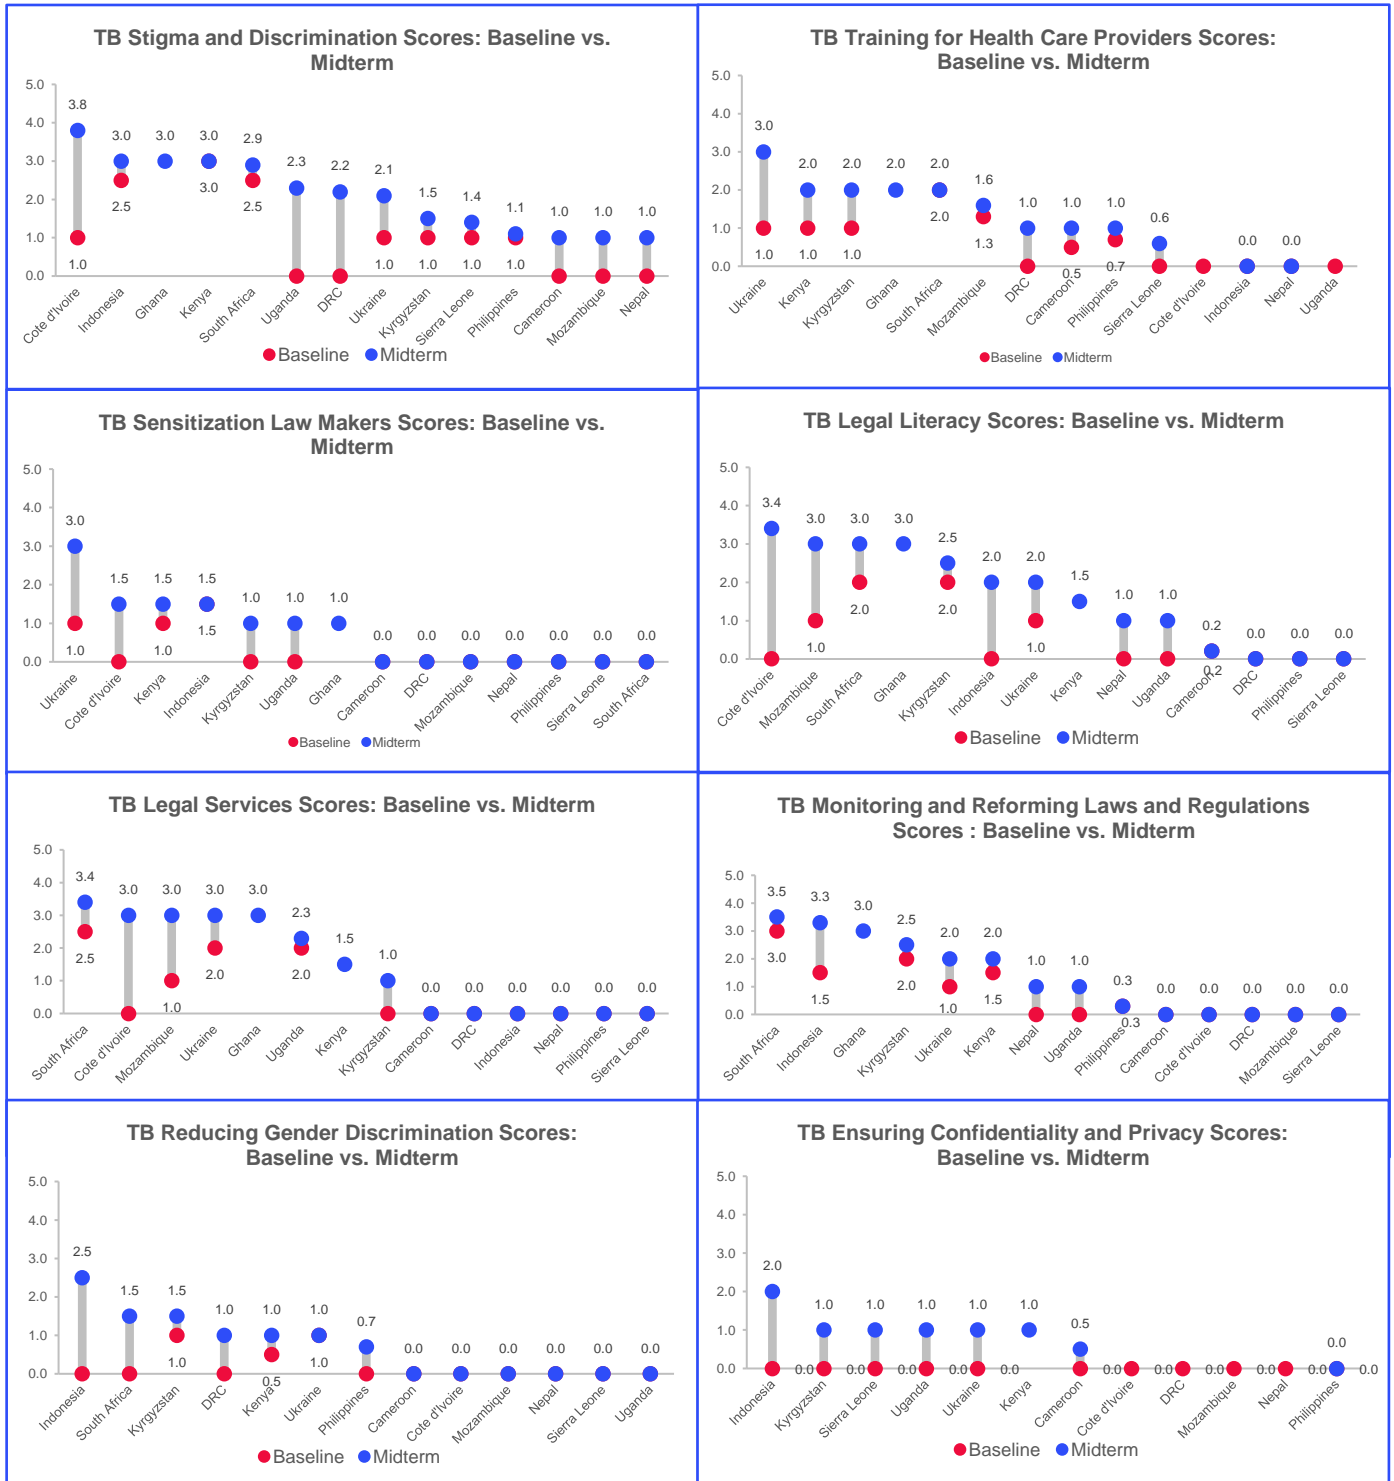 TB Stigma and Discrimination Scores: Baseline vs.
Midterm
5.0
4.0
3.0
2.0
1.0
0.0
3.8 3.0 3.0 3.0 2.9 2.3 2.2 2.1 1.5 1.4 1.1 1.0 1.0 1.0
1.0 2.5 3.0 2.5 1.0 1.0 1.0 1.0
Cote d'Ivoire Indonesia Ghana Kenya South Africa Uganda DRC Ukraine Kyrgyzstan Sierra Leone Philippines Cameroon Mozambique Nepal
Baseline Midterm
TB Training for Health Care Providers Scores:
Baseline vs. Midterm
5.0
4.0
3.0
2.0
1.0
0.0
3.0 2.0 2.0 2.0 2.0 1.6 1.0 1.0 1.0 0.6 0.0 0.0
1.0 1.0 1.0 2.0 1.3 0.5 0.7
Ukraine Kenya Kyrgyzstan Ghana South Africa Mozambique DRC Cameroon Philippines Sierra Leone Cote d'Ivoire Indonesia Nepal Uganda
Baseline Midterm
TB Sensitization Law Makers Scores: Baseline vs.
Midterm
5.0
4.0
3.0
2.0
1.0
0.0
3.0 1.5 1.5 1.5 1.0 1.0 1.0 0.0 0.0 0.0 0.0 0.0 0.0 0.0
1.0 1.0 1.5
Ukraine Cote d'Ivoire Kenya Indonesia Kyrgyzstan Uganda Ghana Cameroon DRC Mozambique Nepal Philippines Sierra Leone South Africa
Baseline Midterm
TB Legal Literacy Scores: Baseline vs. Midterm
5.0
4.0
3.0
2.0
1.0
0.0
3.4 3.0 3.0 3.0 2.5 2.0 2.0 1.5 1.0 1.0 0.2 0.0 0.0 0.0
1.0 2.0 2.0 1.0 0.2
Cote d'Ivoire Mozambique South Africa Ghana Kyrgyzstan Indonesia Ukraine Kenya Nepal Uganda Cameroon DRC Philippines Sierra Leone
Baseline Midterm
TB Legal Services Scores: Baseline vs. Midterm
5.0
4.0
3.0
2.0
1.0
0.0
3.4 3.0 3.0 3.0 3.0 2.3 1.5 1.0 0.0 0.0 0.0 0.0 0.0 0.0
2.5 1.0 2.0 2.0
South Africa Cote d'Ivoire Mozambique Ukraine Ghana Uganda Kenya Kyrgyzstan Cameroon DRC Indonesia Nepal Philippines Sierra Leone
TB Monitoring and Reforming Laws and Regulations
Scores : Baseline vs. Midterm
5.0
4.0
3.0
2.0
1.0
0.0
3.5 3.3 3.0 2.5 2.0 2.0 1.0 1.0 0.3 0.0 0.0 0.0 0.0 0.0
3.0 1.5 2.0 1.0 1.5 0.3
South Africa Indonesia Ghana Kyrgyzstan Ukraine Kenya Nepal Uganda Philippines Cameroon Cote d'Ivoire DRC Mozambique Sierra Leone
TB Reducing Gender Discrimination Scores:
Baseline vs. Midterm
5.0
4.0
3.0
2.0
1.0
0.0
2.5 1.5 1.5 1.0 1.0 1.0 0.7 0.0 0.0 0.0 0.0 0.0 0.0
1.0 0.5 1.0
Indonesia South Africa Kyrgyzstan DRC Kenya Ukraine Philippines Cameroon Cote d'Ivoire Mozambique Nepal Sierra Leone Uganda
Baseline Midterm
TB Ensuring Confidentiality and Privacy Scores:
Baseline vs. Midterm
5.0
4.0
3.0
2.0
1.0
0.0
2.0 1.0 1.0 1.0 1.0 1.0 0.5 0.0
0.0 0.0 0.0 0.0 0.0 0.0 0.0 0.0 0.0 0.0 0.0
Indonesia Kyrgyzstan Sierra Leone Uganda Ukraine Kenya Cameroon Cote d'Ivoire DRC Mozambique Nepal Philippines
Baseline Midterm